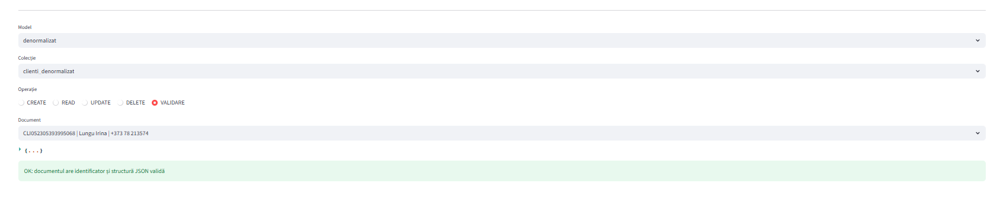 Model
denormalizat
Colecție
clienti_denormalizat
Operație
CREATE READ UPDATE DELETE VALIDARE
Document
CLI052305393995068 | Lungu Irina | +373 78 213574
{...}
OK: documentul are identificator și structură JSON validă